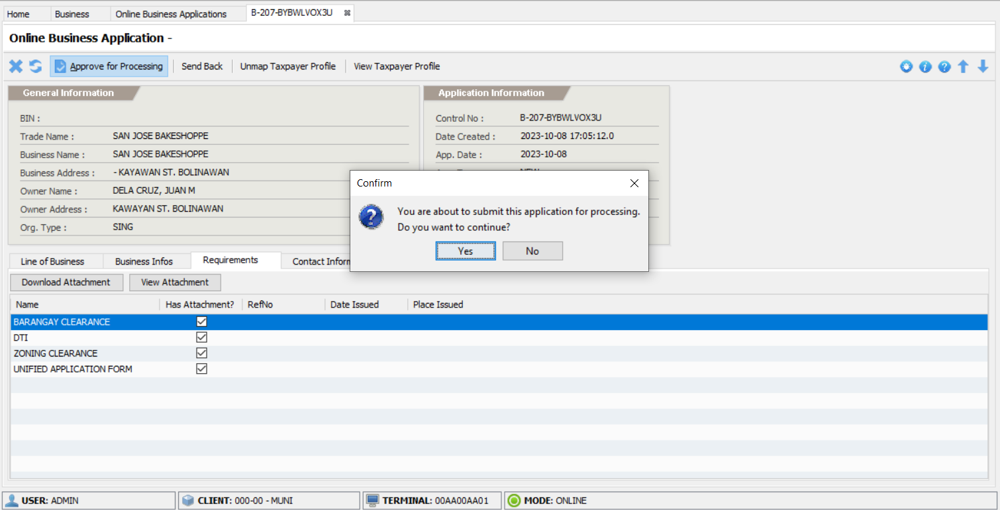 Home Business Online Business Applications B-207-BYBWLVOX3U
Online Business Application -
Approve for Processing Send Back Unmap Taxpayer Profile View Taxpayer Profile
General Information
BIN :
Trade Name : SAN JOSE BAKESHOPPE
Business Name : SAN JOSE BAKESHOPPE
Business Address : - KAYAWAN ST. BOLINAWAN
Owner Name : DELA CRUZ, JUAN M
Owner Address : KAWAYAN ST. BOLINAWAN
Org. Type : SING
Application Information
Control No : B-207-BYBWLVOX3U
Date Created : 2023-10-08 17:05:12.0
App. Date : 2023-10-08
Confirm
You are about to submit this application for processing.
Do you want to continue?
Yes No
Line of Business Business Infos Requirements Contact Inforn
Download Attachment View Attachment
Name Has Attachment? RefNo Date Issued Place Issued
BARANGAY CLEARANCE
DTI
ZONING CLEARANCE
UNIFIED APPLICATION FORM
USER: ADMIN CLIENT: 000-00 - MUNI TERMINAL: 00AA00AA01 MODE: ONLINE